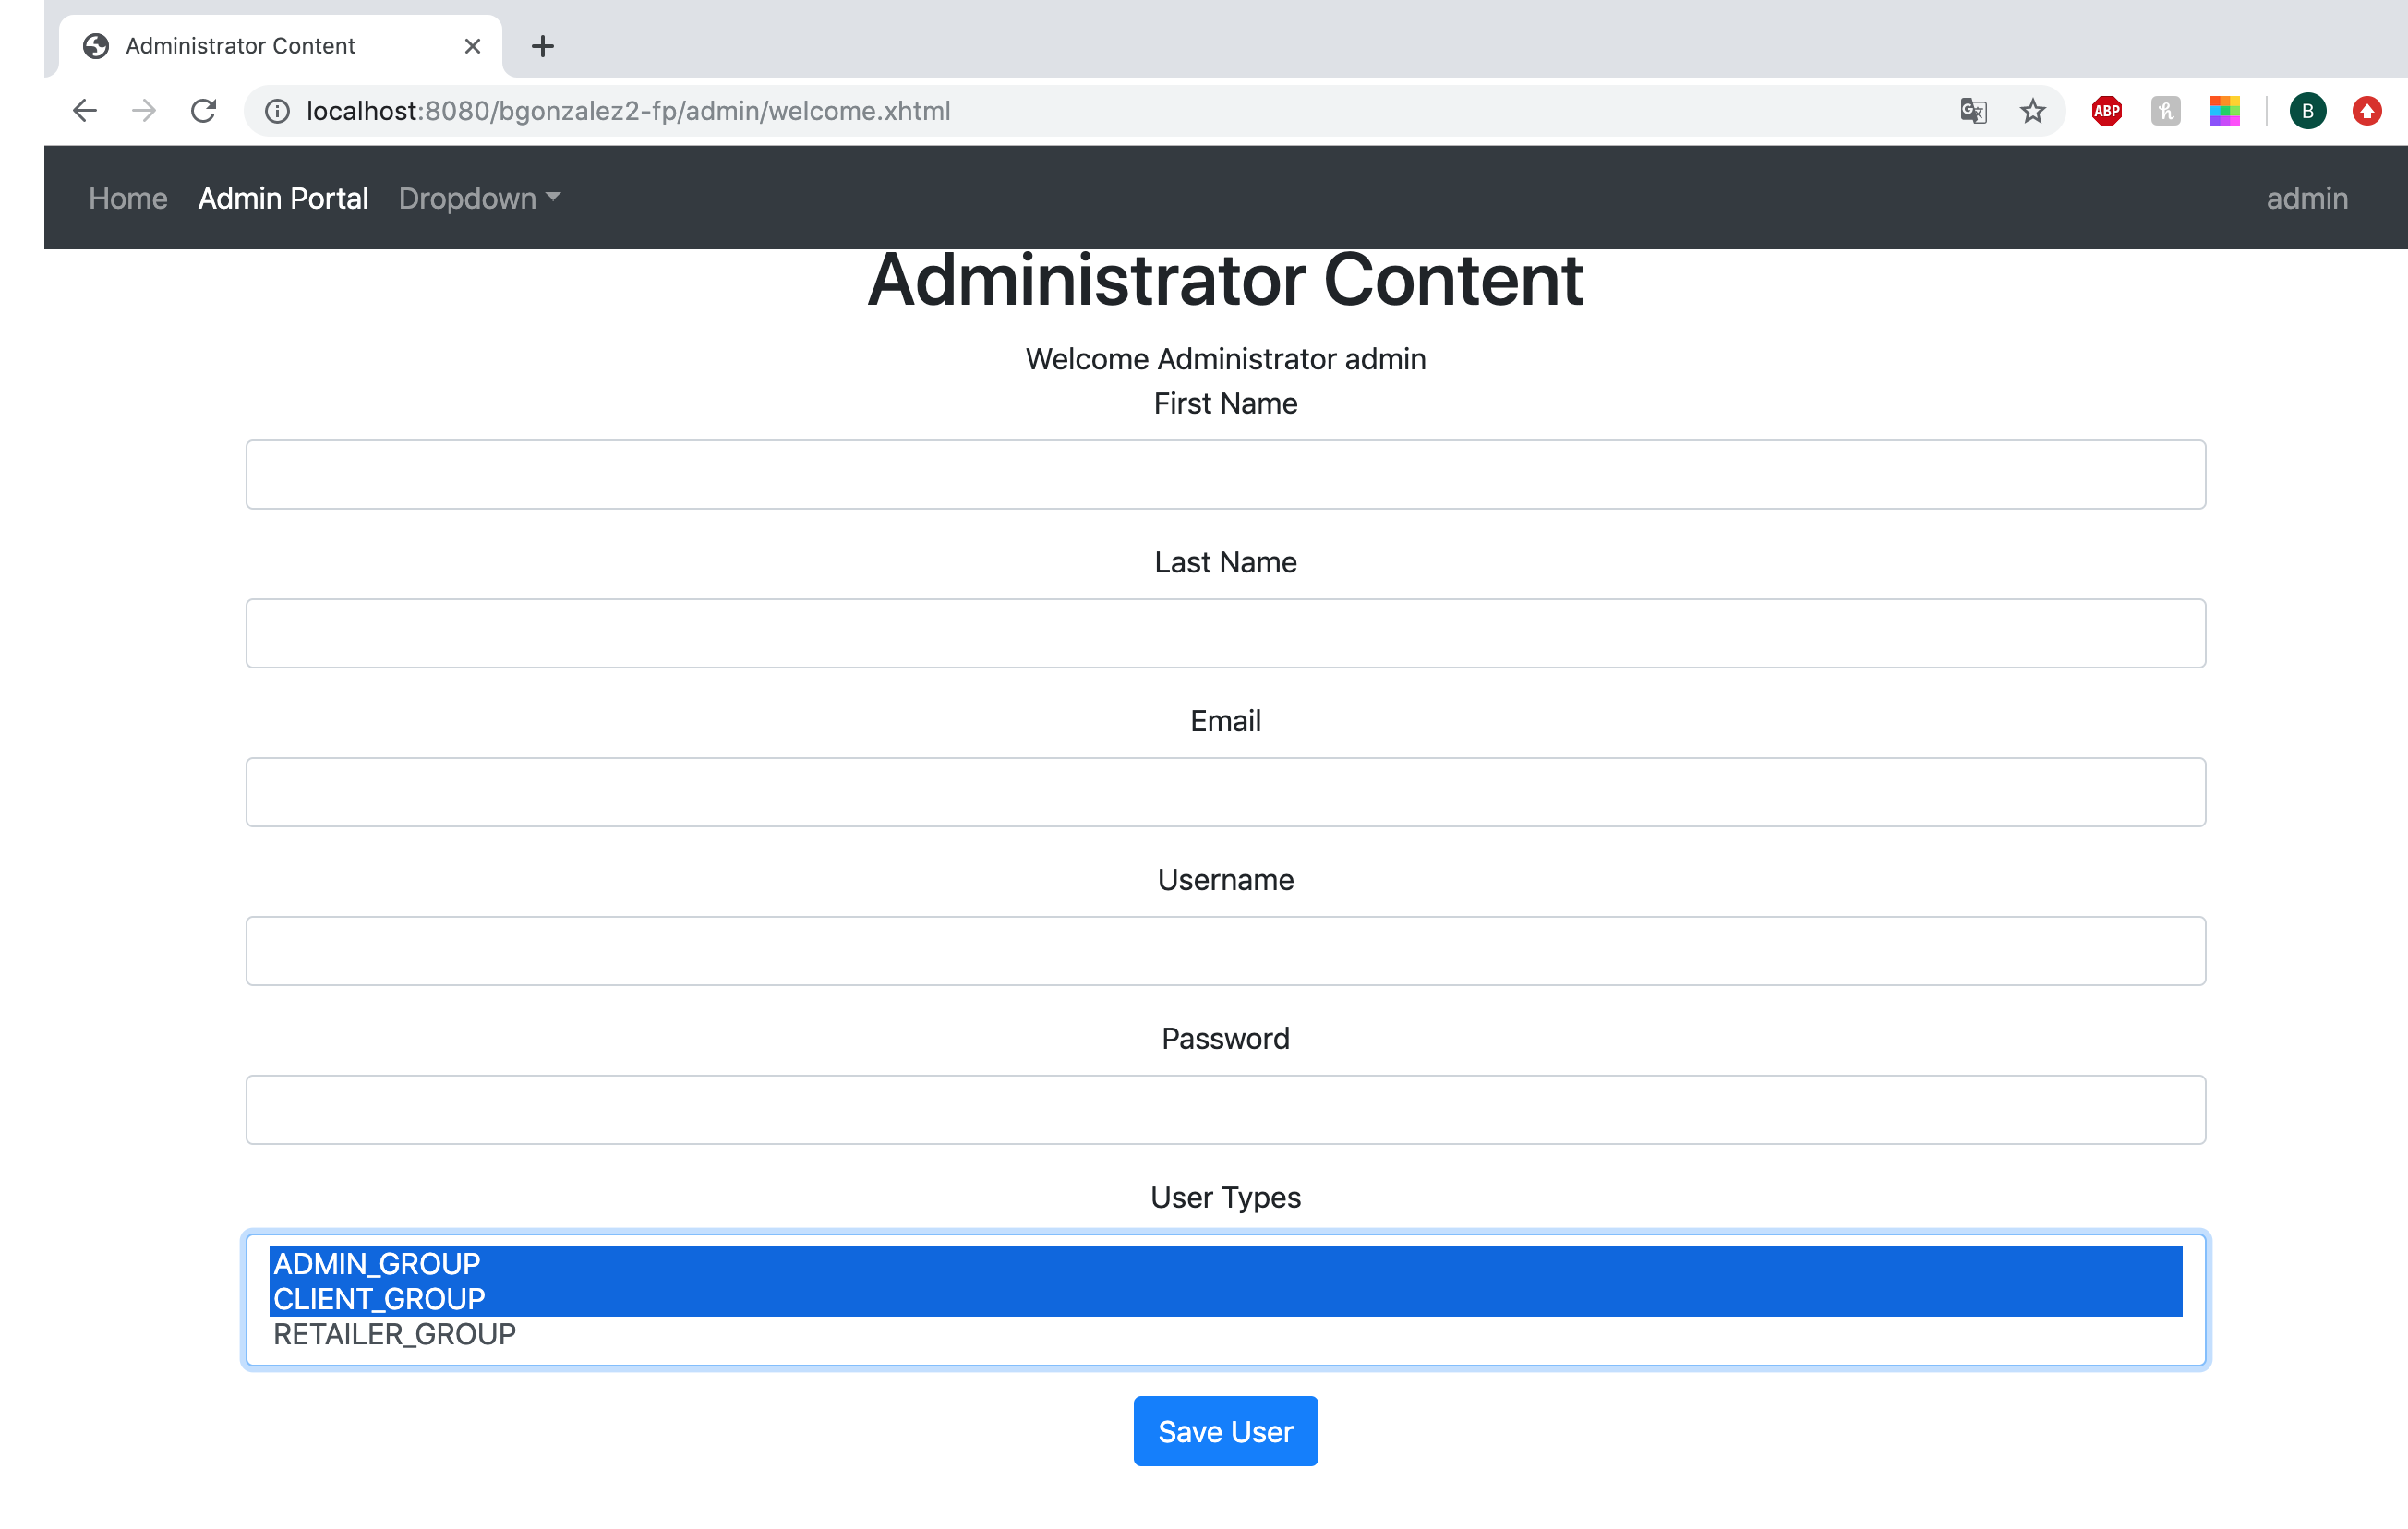 Administrator Content
localhost:8080/bgonzalez2-fp/admin/welcome.xhtml
ABP
B
Home Admin Portal Dropdown admin
Administrator Content
Welcome Administrator admin
First Name
Last Name
Email
Username
Password
User Types
ADMIN_GROUP
CLIENT_GROUP
RETAILER_GROUP
Save User